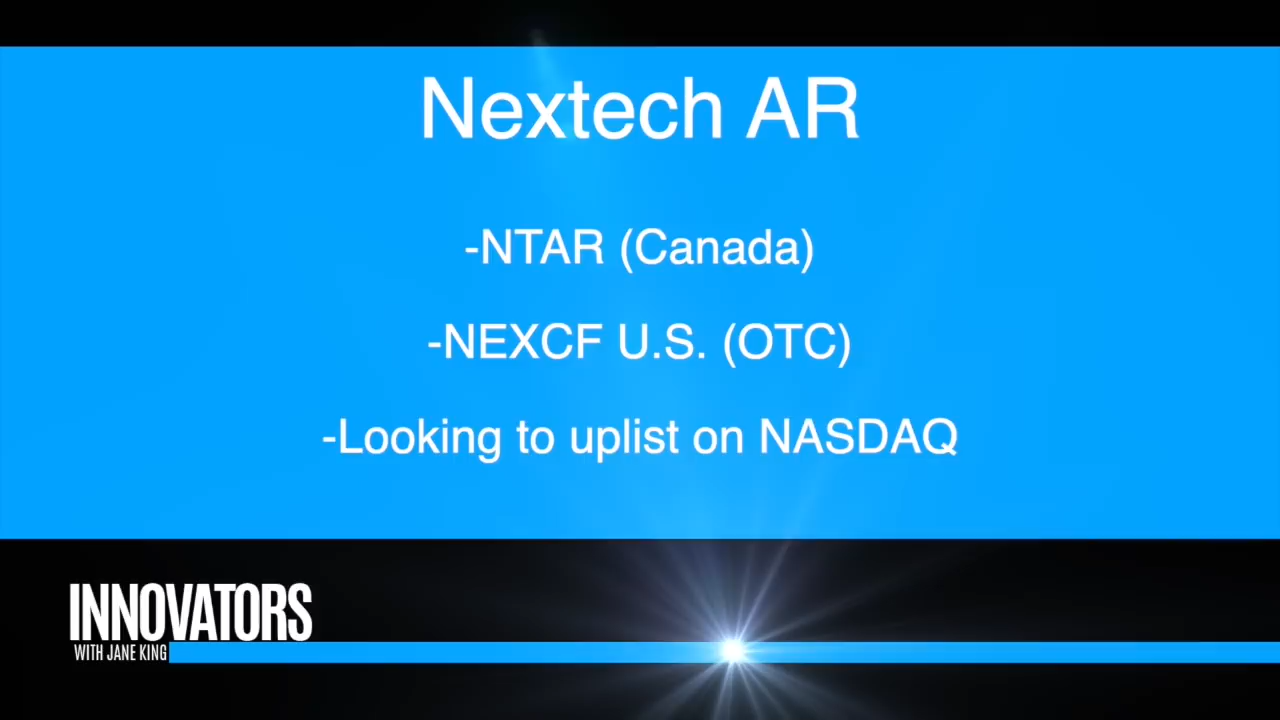 Nextech AR
-NTAR (Canada)
-NEXCF U.S. (OTC)
-Looking to uplist on NASDAQ
INNOVATORS
WITH JANE KING